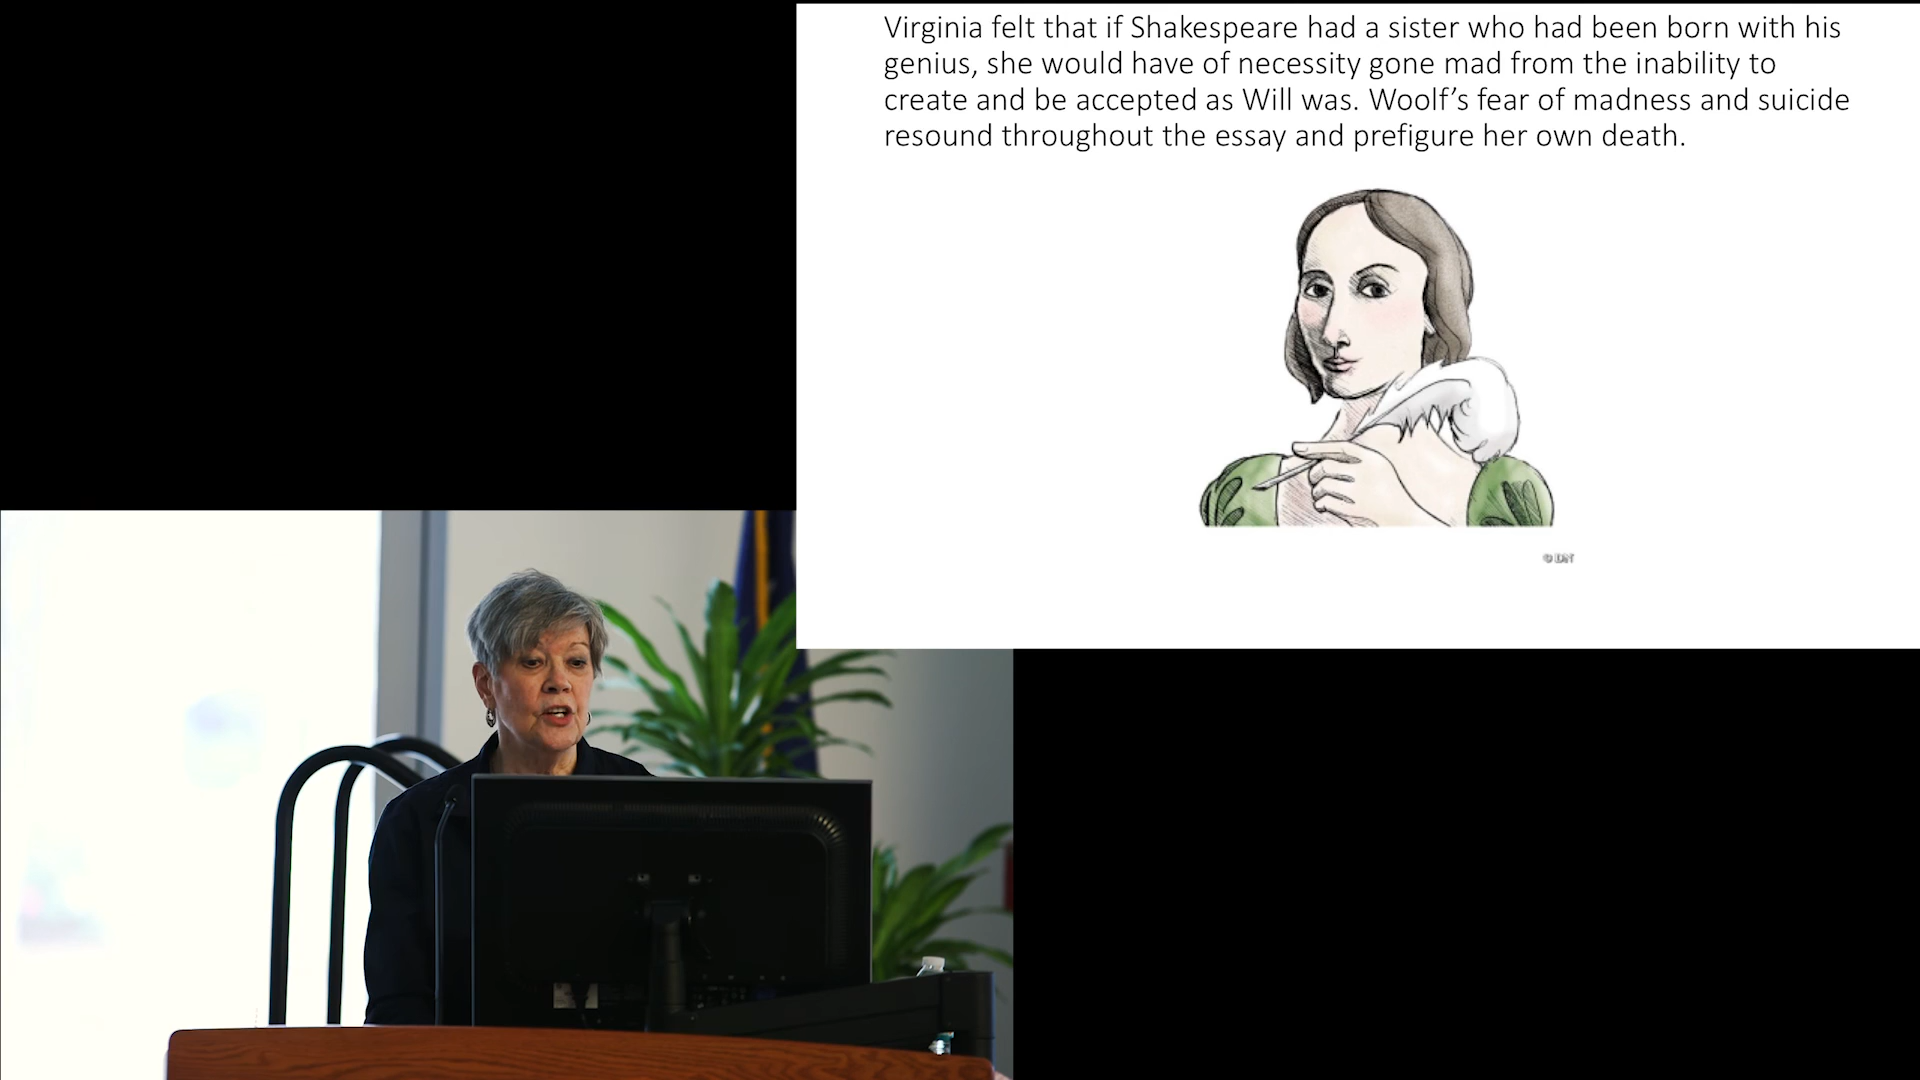 Virginia felt that if Shakespeare had a sister who had been born with his
genius, she would have of necessity gone mad from the inability to
create and be accepted as Will was. Woolf’s fear of madness and suicide
resound throughout the essay and prefigure her own death.
© DN